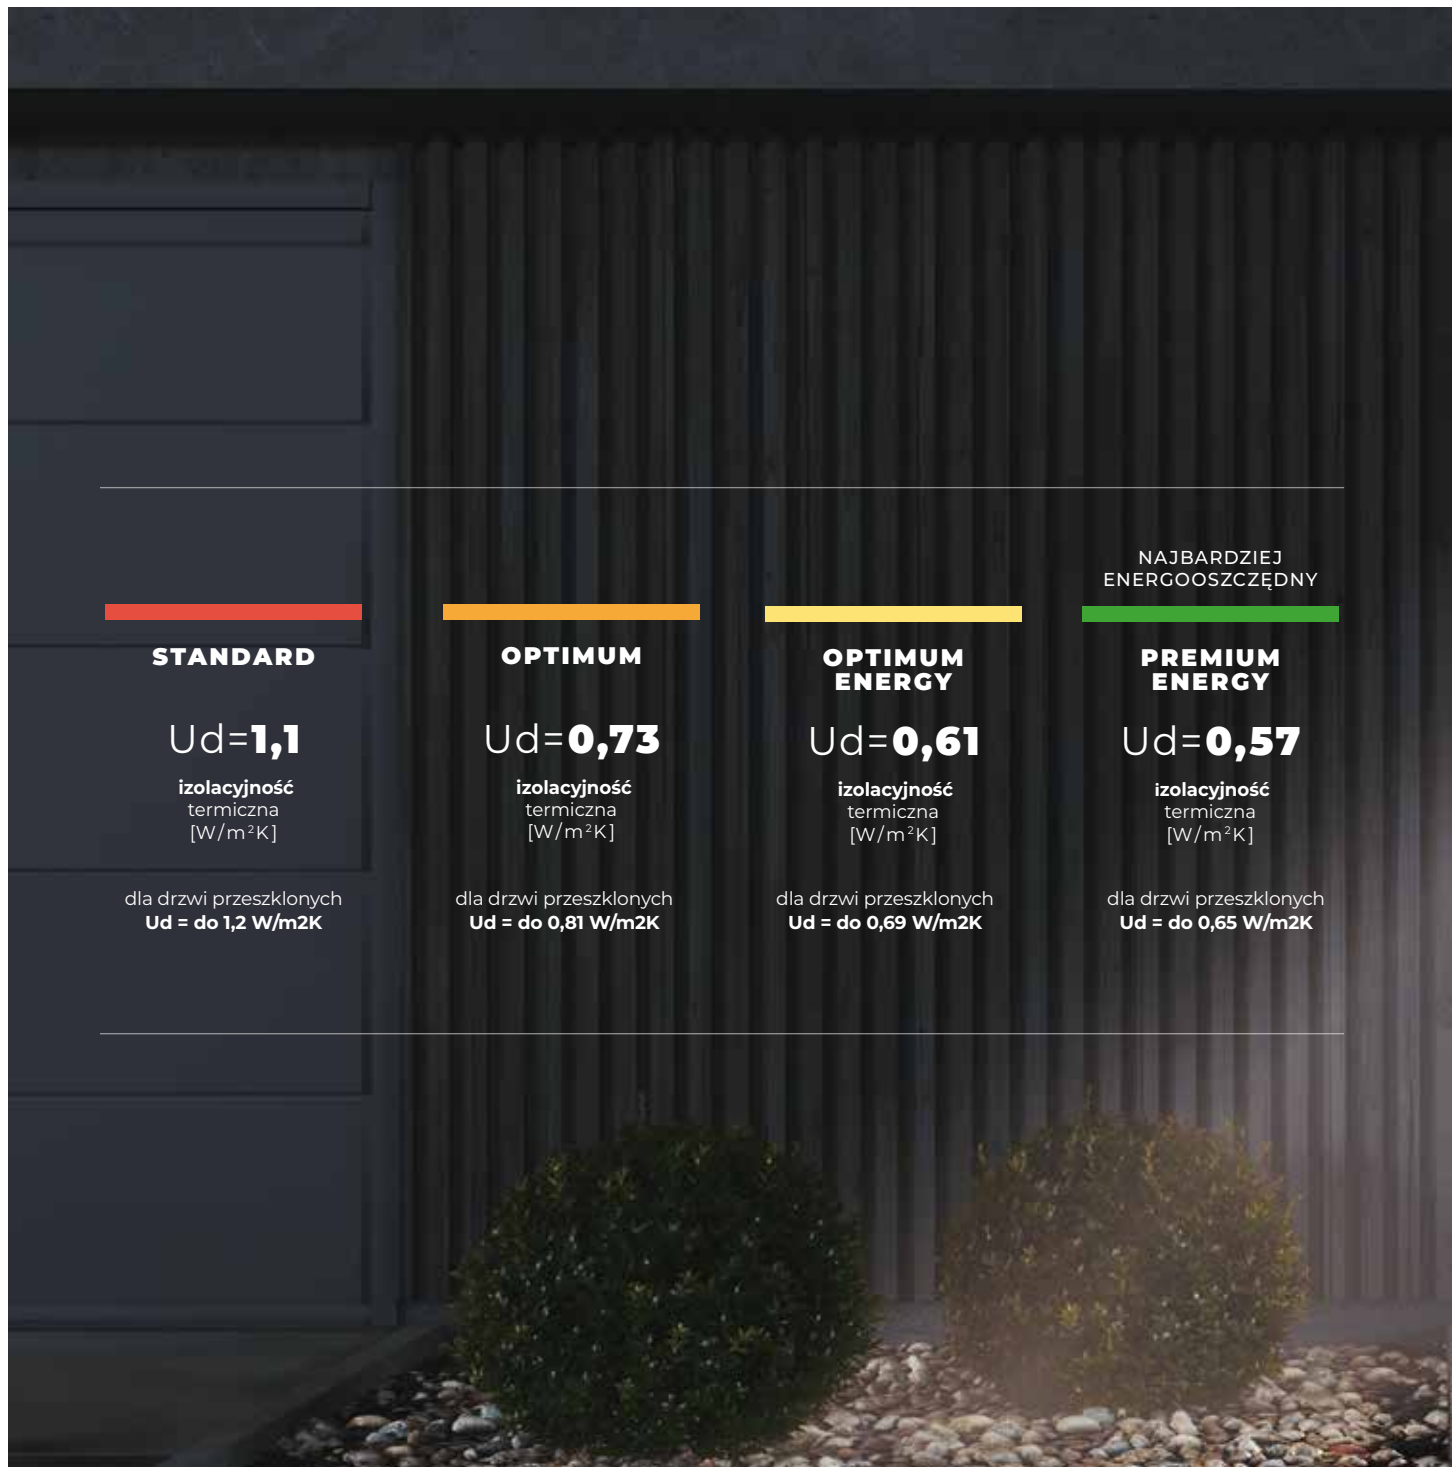 STANDARD
Ud=1,1
izolacyjność
termiczna
[W/m²K]
dla drzwi przeszklonych
Ud = do 1,2 W/m2K
OPTIMUM
Ud=0,73
izolacyjność
termiczna
[W/m²K]
dla drzwi przeszklonych
Ud = do 0,81 W/m2K
OPTIMUM
ENERGY
Ud=0,61
izolacyjność
termiczna
[W/m²K]
dla drzwi przeszklonych
Ud = do 0,69 W/m2K
NAJBARDZIEJ
ENERGOOSZCZĘDNY
PREMIUM
ENERGY
Ud=0,57
izolacyjność
termiczna
[W/m²K]
dla drzwi przeszklonych
Ud = do 0,65 W/m2K